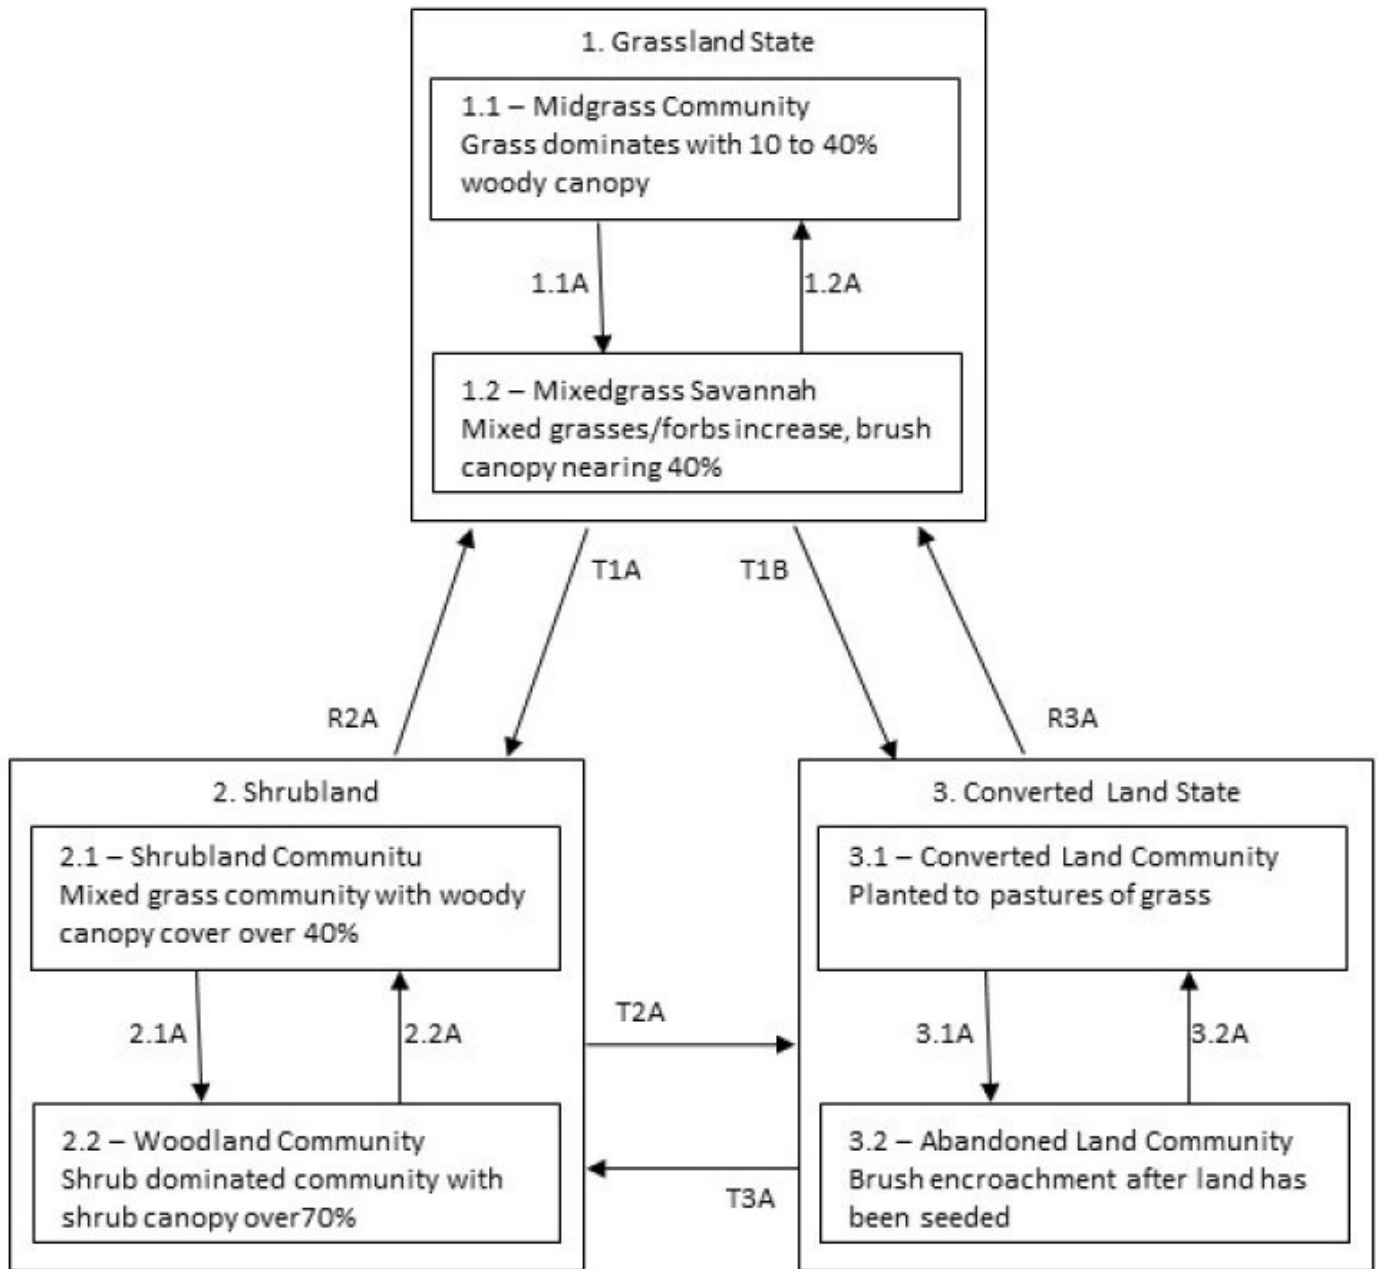 1. Grassland State
1.1 – Midgrass Community
Grass dominates with 10 to 40%
woody canopy
1.1A
1.2A
1.2 – Mixedgrass Savannah
Mixed grasses/forbs increase, brush
canopy nearing 40%
T1A
T1B
R2A
R3A
2. Shrubland
2.1 – Shrubland Communitu
Mixed grass community with woody
canopy cover over 40%
2.1A
2.2A
2.2 – Woodland Community
Shrub dominated community with
shrub canopy over70%
T2A
T3A
3. Converted Land State
3.1 – Converted Land Community
Planted to pastures of grass
3.1A
3.2A
3.2 – Abandoned Land Community
Brush encroachment after land has
been seeded